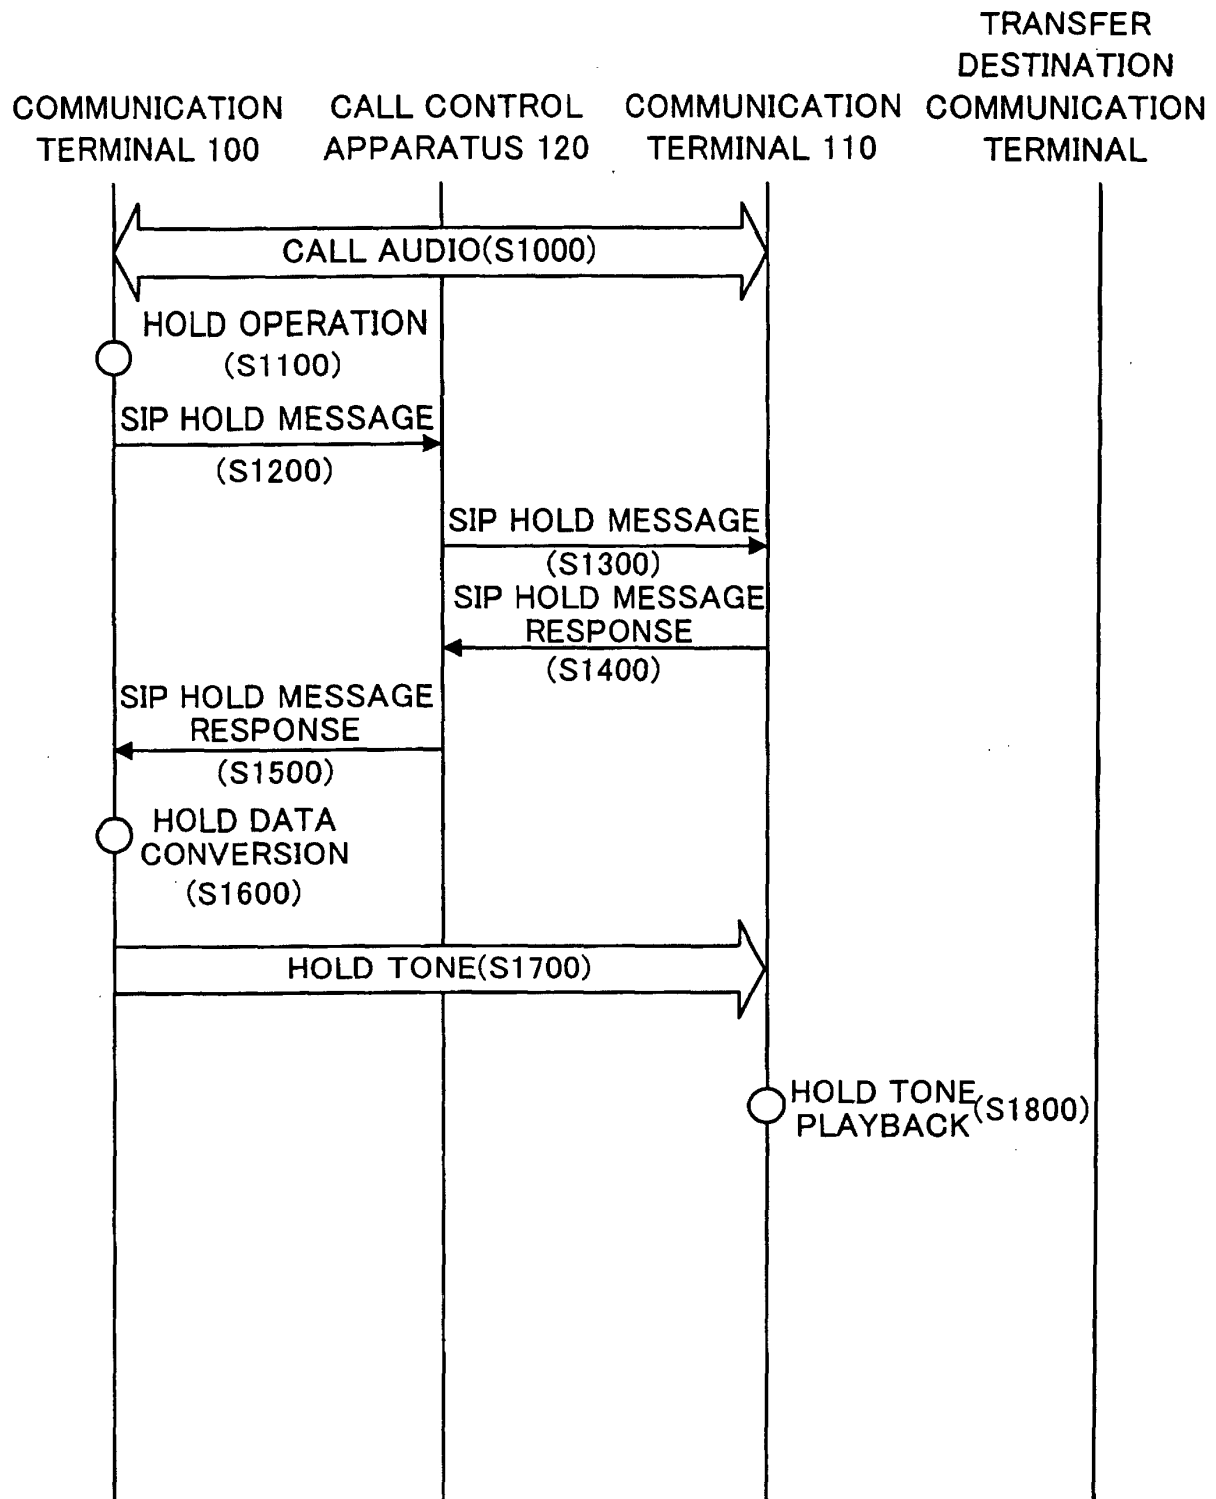 TRANSFER
DESTINATION
COMMUNICATION
TERMINAL
COMMUNICATION
TERMINAL 100
CALL CONTROL
APPARATUS 120
COMMUNICATION
TERMINAL 110
CALL AUDIO(S1000)
HOLD OPERATION
(S1100)
SIP HOLD MESSAGE
(S1200)
SIP HOLD MESSAGE
(S1300)
SIP HOLD MESSAGE
RESPONSE
(S1400)
SIP HOLD MESSAGE
RESPONSE
(S1500)
HOLD DATA
CONVERSION
(S1600)
HOLD TONE(S1700)
HOLD TONE
PLAYBACK
(S1800)